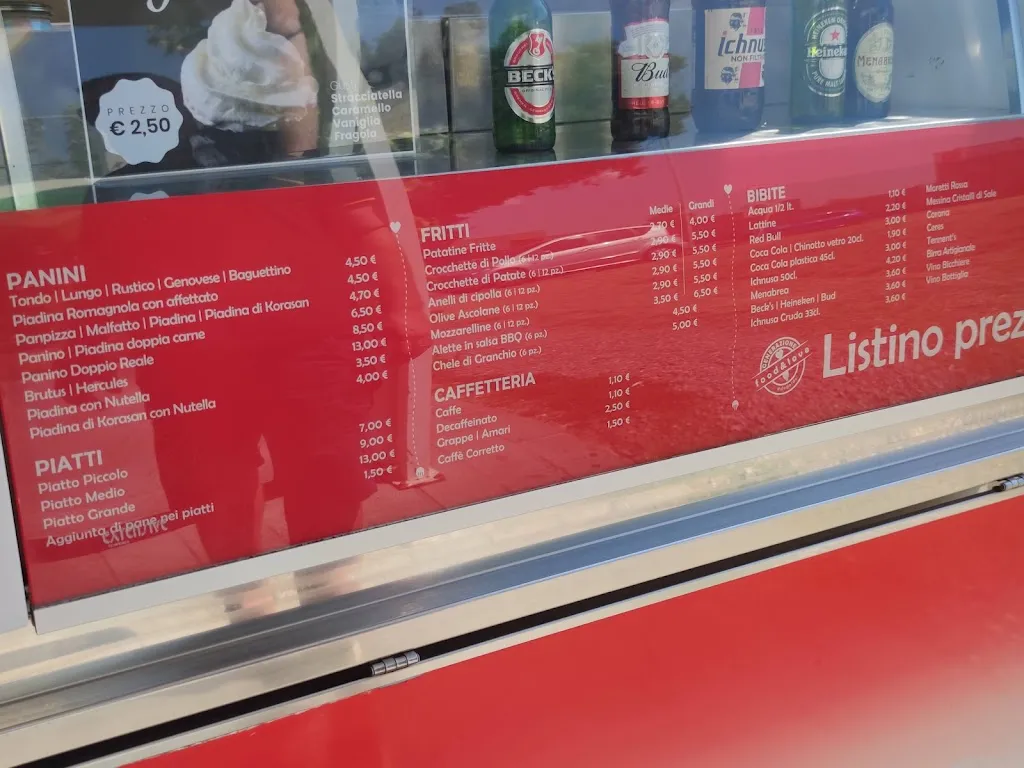 PREZZO
€ 2,50
Stracciatella
Caramello
Vaniglia
Fragola
BECK'S
Bud
ichnus
NON FILTR
Heineken
MENABREA
PANINI
Tondo | Lungo | Rustico | Genovese | Baguettino 4,50 €
Piadina Romagnola con affettato 4,50 €
Panpizza | Malfatto | Piadina | Piadina di Korasan 4,70 €
Panino | Piadina doppia carne 6,50 €
Panino Doppio Reale 8,50 €
Brutus | Hercules 13,00 €
Piadina con Nutella 3,50 €
Piadina di Korasan con Nutella 4,00 €
PIATTI
Piatto Piccolo 7,00 €
Piatto Medio 9,00 €
Piatto Grande 13,00 €
Aggiunta di pane nei piatti 1,50 €
FRITTI
Medie Grandi
Patatine Fritte 2,70 € 4,00 €
Crocchette di Pollo (6 | 12 pz.) 2,90 € 5,50 €
Crocchette di Patate (6 | 12 pz.) 2,90 € 5,50 €
Anelli di cipolla (6 | 12 pz.) 2,90 € 5,50 €
Olive Ascolane (6 | 12 pz.) 2,90 € 5,50 €
Mozzarelline (6 | 12 pz.) 3,50 € 6,50 €
Alette in salsa BBQ (6 pz.) 4,50 €
Chele di Granchio (6 pz.) 5,00 €
CAFFETTERIA
Caffe 1,10 €
Decaffeinato 1,10 €
Grappe | Amari 2,50 €
Caffè Corretto 1,50 €
BIBITE
Acqua 1/2 lt. 1,10 €
Lattine 2,20 €
Red Bull 3,00 €
Coca Cola | Chinotto vetro 20cl. 1,90 €
Coca Cola plastica 45cl. 3,00 €
Ichnusa 50cl. 4,20 €
Menabrea 3,60 €
Beck's | Heineken | Bud 3,60 €
Ichnusa Cruda 33cl. 3,60 €
Moretti Rossa
Messina Cristalli di Sale
Corona
Ceres
Tennent's
Birra Artigianale
Vino Bicchiere
Vino Bottiglia
GENERATIONE
food&love
Listino prez